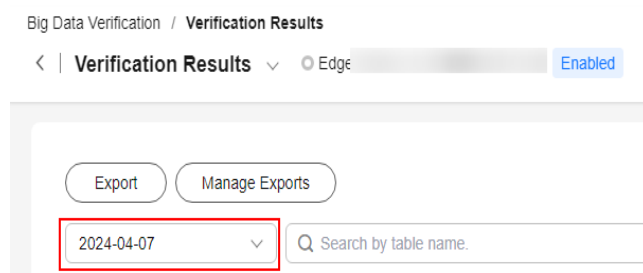 Big Data Verification / Verification Results
Verification Results Edge Enabled
Export Manage Exports
2024-04-07 Search by table name.